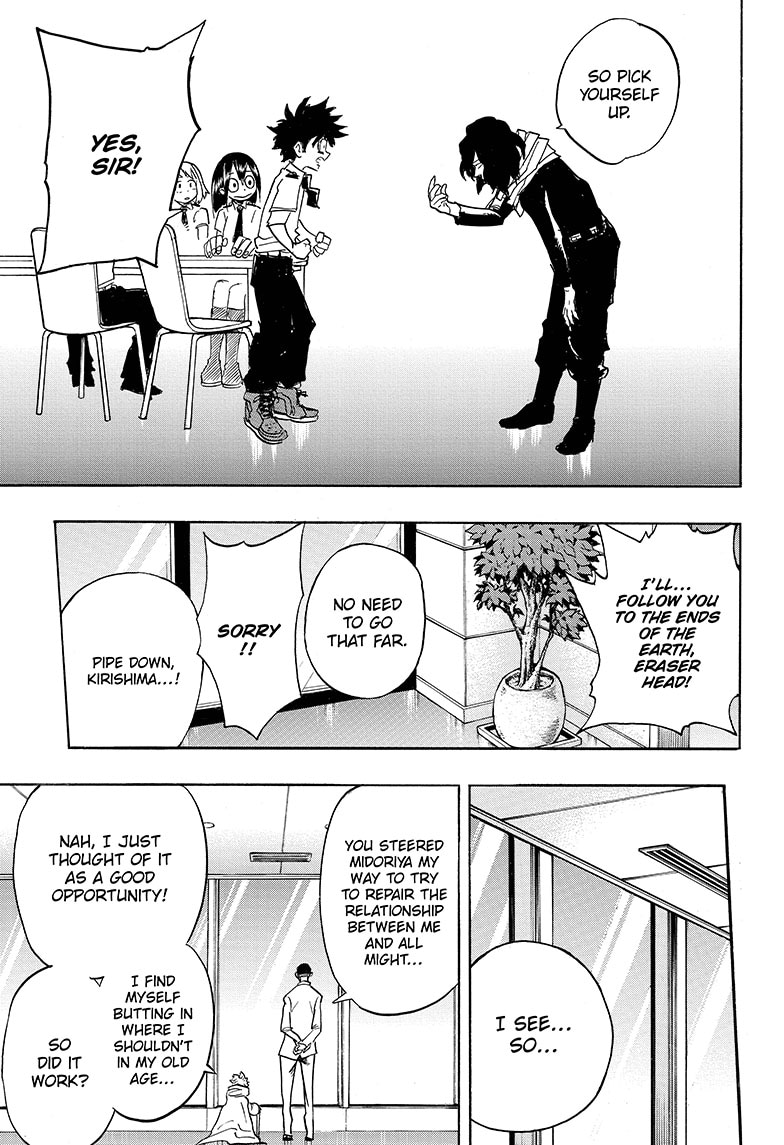 SO PICK
YOURSELF
UP.
YES,
SIR!
I'LL...
FOLLOW YOU
TO THE ENDS
OF THE
EARTH,
ERASER
HEAD!
NO NEED
TO GO
THAT FAR.
SORRY
!!
PIPE DOWN,
KIRISHIMA...!
I SEE...
SO...
YOU STEERED
MIDORIYA MY
WAY TO TRY
TO REPAIR THE
RELATIONSHIP
BETWEEN ME
AND ALL
MIGHT...
NAH, I JUST
THOUGHT OF IT
AS A GOOD
OPPORTUNITY!
I FIND
MYSELF
BUTTING IN
WHERE I
SHOULDN'T
IN MY OLD
AGE...
SO
DID IT
WORK?